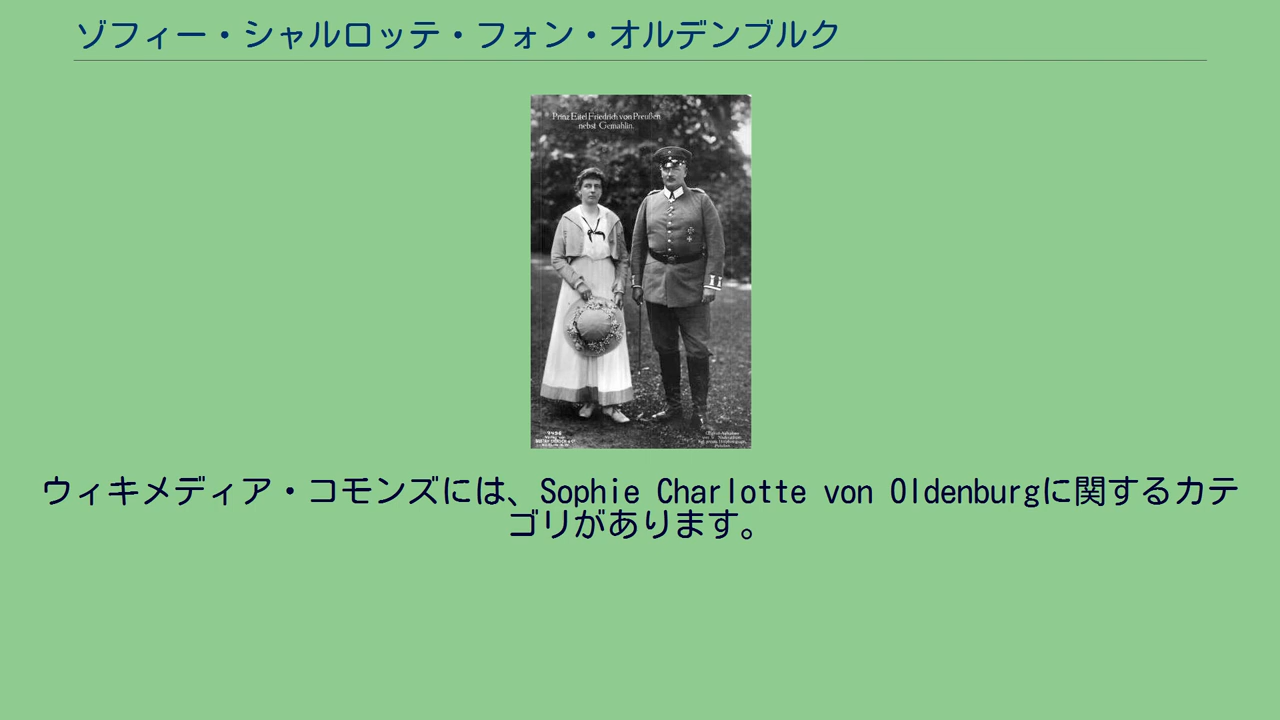 ゾフィー・シャルロッテ・フォン・オルデンブルク
Prinz Eitel Friedrich von Preußen
nebst Gemahlin.
ウィキメディア・コモンズには、Sophie Charlotte von Oldenburgに関するカテ
ゴリがあります。